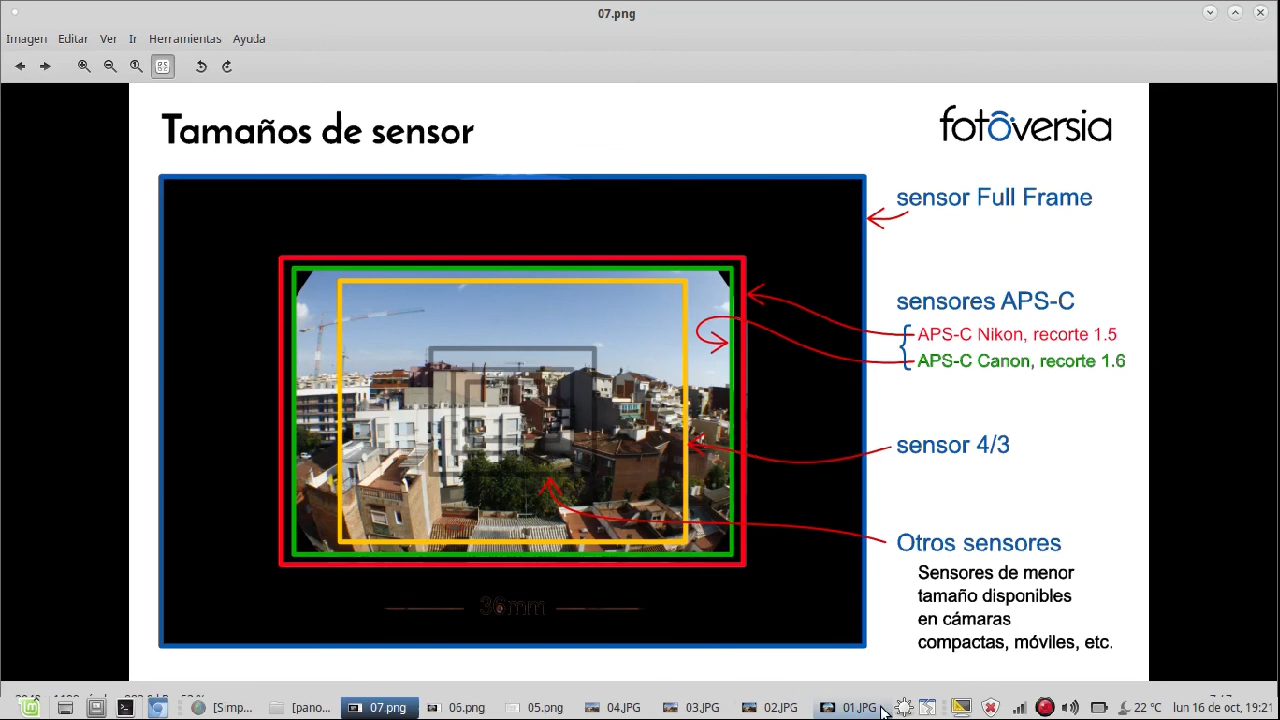 07.png
Imagen Editar Ver Ir Herramientas Ayuda
Tamaños de sensor
fotoversia
sensor Full Frame
sensores APS-C
APS-C Nikon, recorte 1.5
APS-C Canon, recorte 1.6
sensor 4/3
Otros sensores
Sensores de menor
tamaño disponibles
en cámaras
compactas, móviles, etc.
36mm
[Simp... [pano... 07.png 06.png 05.png 04.JPG 03.JPG 02.JPG 01.JPG 22 °C lun 16 de oct, 19:21